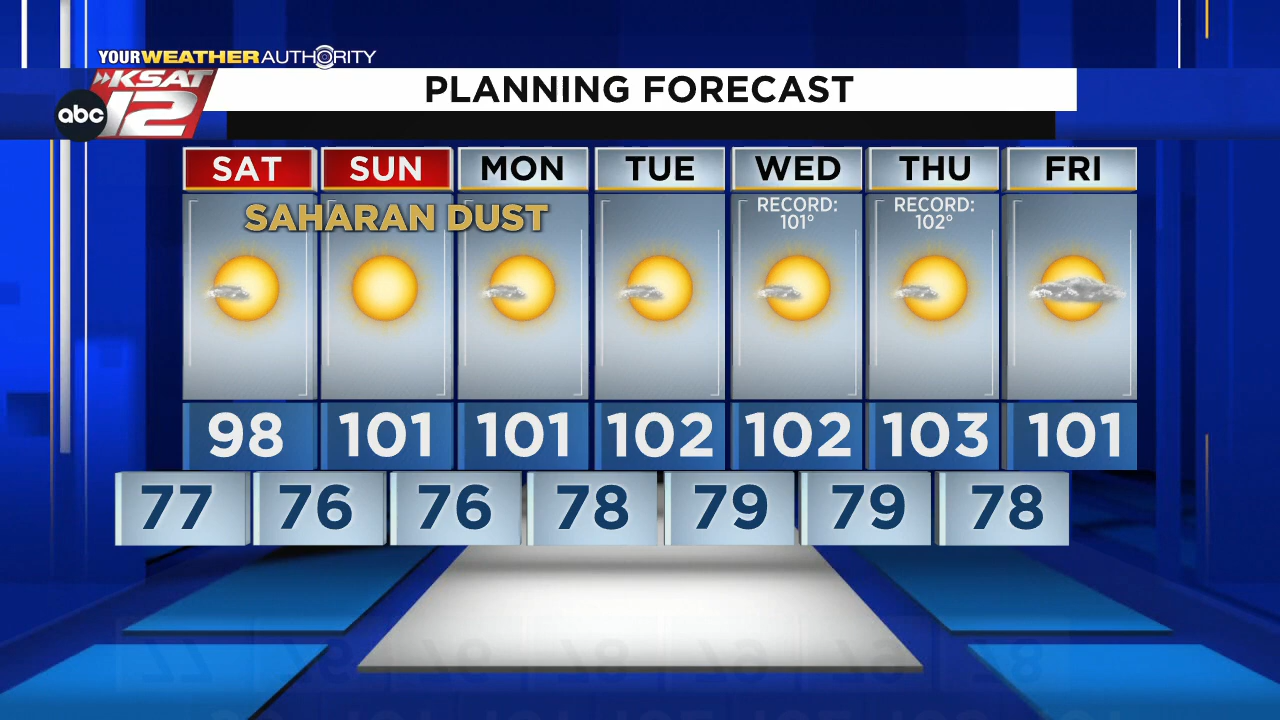 YOURWEATHERAUTHORITY
KSAT
abc 12
PLANNING FORECAST
SAT SUN MON TUE WED THU FRI
SAHARAN DUST
RECORD: RECORD:
101° 102°
98 101 101 102 102 103 101
77 76 76 78 79 79 78